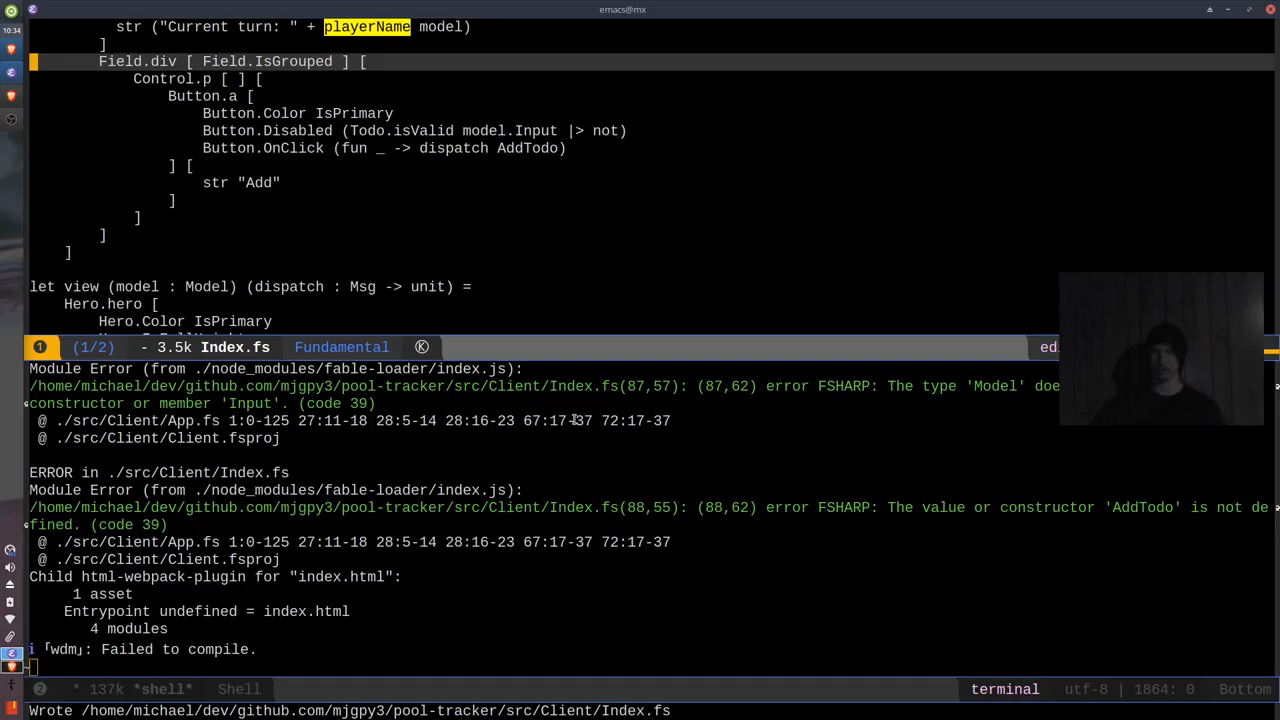 emacs@mx
10:34
str ("Current turn: " + playerName model)
]
Field.div [ Field.IsGrouped ] [
Control.p [ ] [
Button.a [
Button.Color IsPrimary
Button.Disabled (Todo.isValid model.Input |> not)
Button.OnClick (fun _ -> dispatch AddTodo)
] [
str "Add"
]
]
]
]
let view (model : Model) (dispatch : Msg -> unit) =
Hero.hero [
Hero.Color IsPrimary
1 (1/2) - 3.5k Index.fs Fundamental K edi
Module Error (from ./node_modules/fable-loader/index.js):
/home/michael/dev/github.com/mjgpy3/pool-tracker/src/Client/Index.fs(87,57): (87,62) error FSHARP: The type 'Model' doe
constructor or member 'Input'. (code 39)
@ ./src/Client/App.fs 1:0-125 27:11-18 28:5-14 28:16-23 67:17-37 72:17-37
@ ./src/Client/Client.fsproj
ERROR in ./src/Client/Index.fs
Module Error (from ./node_modules/fable-loader/index.js):
/home/michael/dev/github.com/mjgpy3/pool-tracker/src/Client/Index.fs(88,55): (88,62) error FSHARP: The value or constructor 'AddTodo' is not de
fined. (code 39)
@ ./src/Client/App.fs 1:0-125 27:11-18 28:5-14 28:16-23 67:17-37 72:17-37
@ ./src/Client/Client.fsproj
Child html-webpack-plugin for "index.html":
1 asset
Entrypoint undefined = index.html
4 modules
i ｢wdm｣: Failed to compile.
2 * 137k *shell* Shell terminal utf-8 | 1864: 0 Bottom
Wrote /home/michael/dev/github.com/mjgpy3/pool-tracker/src/Client/Index.fs